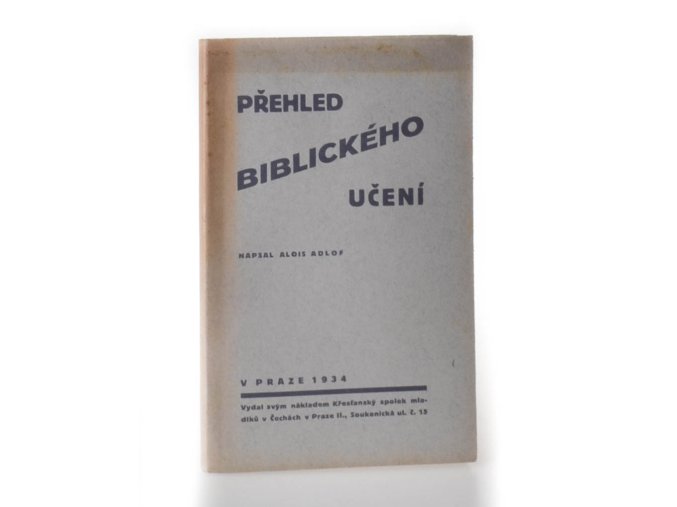 PŘEHLED
BIBLICKÉHO
UČENÍ
NAPSAL ALOIS ADLOF
V PRAZE 1934
Vydal svým nákladem Křesťanský spolek mla-
díků v Čechách v Praze II., Soukenická ul. č. 15